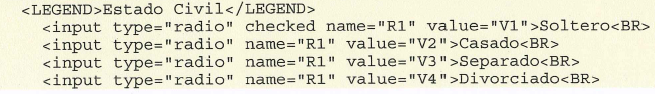 <LEGEND>Estado Civil</LEGEND>
<input type="radio" checked name="R1" value="V1">Soltero<BR>
<input type="radio" name="R1" value="V2">Casado<BR>
<input type="radio" name="R1" value="V3">Separado<BR>
<input type="radio" name="R1" value="V4">Divorciado<BR>